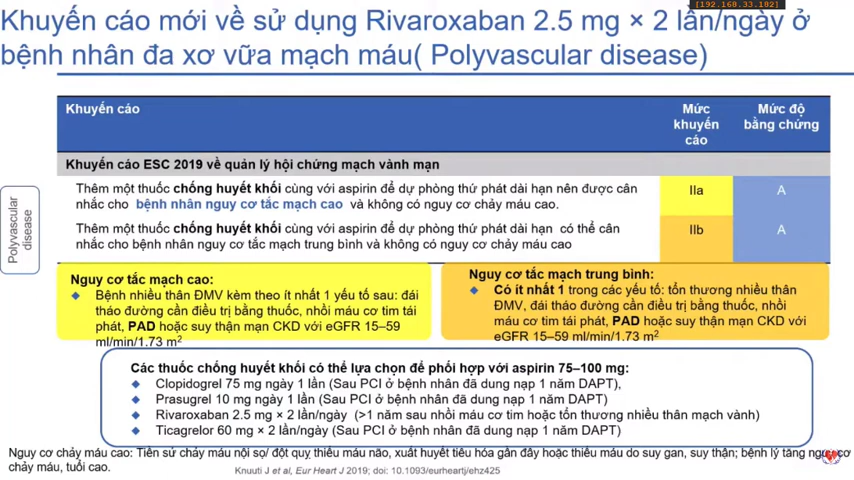 [192.168.33.182]
Khuyến cáo mới về sử dụng Rivaroxaban 2.5 mg × 2 lần/ngày ở
bệnh nhân đa xơ vữa mạch máu( Polyvascular disease)
Khuyến cáo
Mức
khuyến
cáo
Mức độ
bằng chứng
Khuyến cáo ESC 2019 về quản lý hội chứng mạch vành mạn
Polyvascular
disease
Thêm một thuốc chống huyết khối cùng với aspirin để dự phòng thứ phát dài hạn nên được cân
nhắc cho bệnh nhân nguy cơ tắc mạch cao và không có nguy cơ chảy máu cao.
IIa
A
Thêm một thuốc chống huyết khối cùng với aspirin để dự phòng thứ phát dài hạn có thể cân
nhắc cho bệnh nhân nguy cơ tắc mạch trung bình và không có nguy cơ chảy máu cao
IIb
A
Nguy cơ tắc mạch cao:
◆ Bệnh nhiều thân ĐMV kèm theo ít nhất 1 yếu tố sau: đái
tháo đường cần điều trị bằng thuốc, nhồi máu cơ tim tái
phát, PAD hoặc suy thận mạn CKD với eGFR 15–59
ml/min/1.73 m2
Nguy cơ tắc mạch trung bình:
◆ Có ít nhất 1 trong các yếu tố: tổn thương nhiều thân
ĐMV, đái tháo đường cần điều trị bằng thuốc, nhồi
máu cơ tim tái phát, PAD hoặc suy thận mạn CKD với
eGFR 15–59 ml/min/1.73 m2
Các thuốc chống huyết khối có thể lựa chọn để phối hợp với aspirin 75–100 mg:
◆ Clopidogrel 75 mg ngày 1 lần (Sau PCI ở bệnh nhân đã dung nạp 1 năm DAPT),
◆ Prasugrel 10 mg ngày 1 lần (Sau PCI ở bệnh nhân đã dung nạp 1 năm DAPT)
◆ Rivaroxaban 2.5 mg × 2 lần/ngày (>1 năm sau nhồi máu cơ tim hoặc tổn thương nhiều thân mạch vành)
◆ Ticagrelor 60 mg × 2 lần/ngày (Sau PCI ở bệnh nhân đã dung nạp 1 năm DAPT)
Nguy cơ chảy máu cao: Tiền sử chảy máu nội sọ/ đột quỵ thiếu máu não, xuất huyết tiêu hóa gần đây hoặc thiếu máu do suy gan, suy thận; bệnh lý tăng nguy cơ
chảy máu, tuổi cao.
Knuuti J et al, Eur Heart J 2019; doi: 10.1093/eurheartj/ehz425